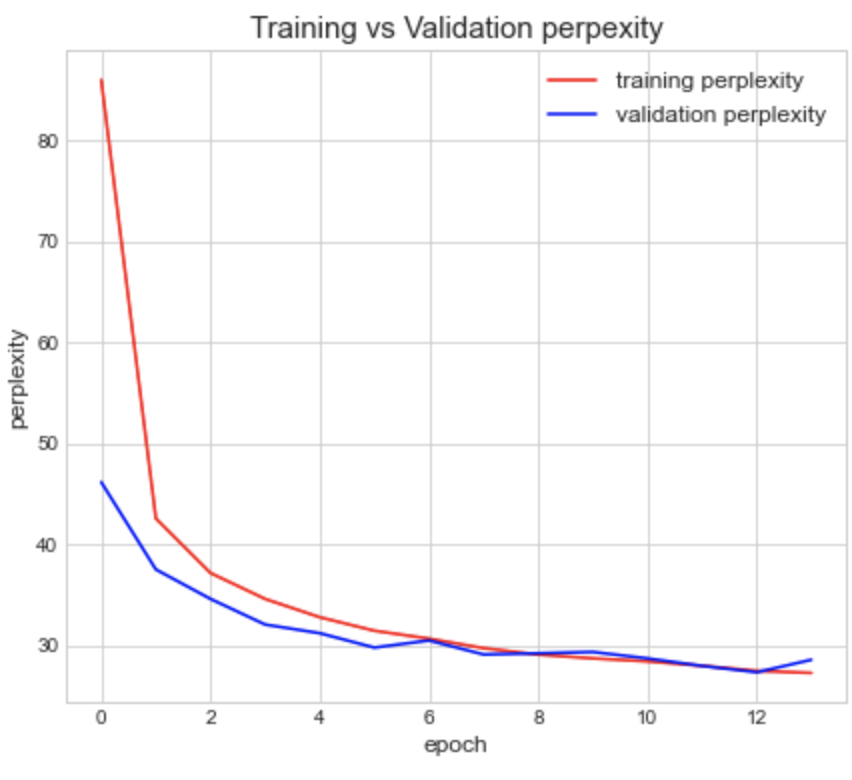 Training vs Validation perpexity
training perplexity
validation perplexity
80
70
60
50
40
30
perplexity
0 2 4 6 8 10 12
epoch